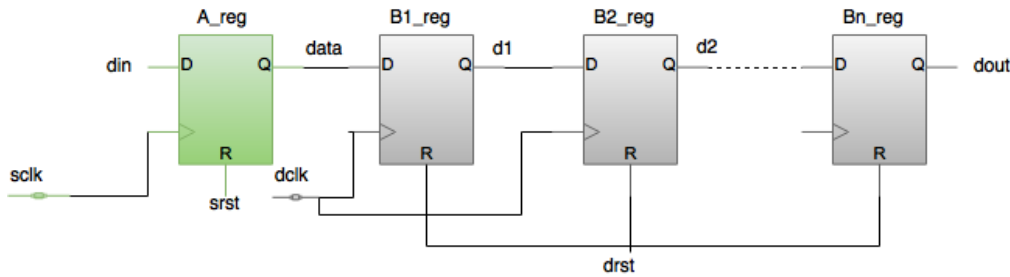 A_reg B1_reg B2_reg Bn_reg
din D Q data D Q d1 D Q d2 D Q dout
R R R R
sclk srst dclk
drst